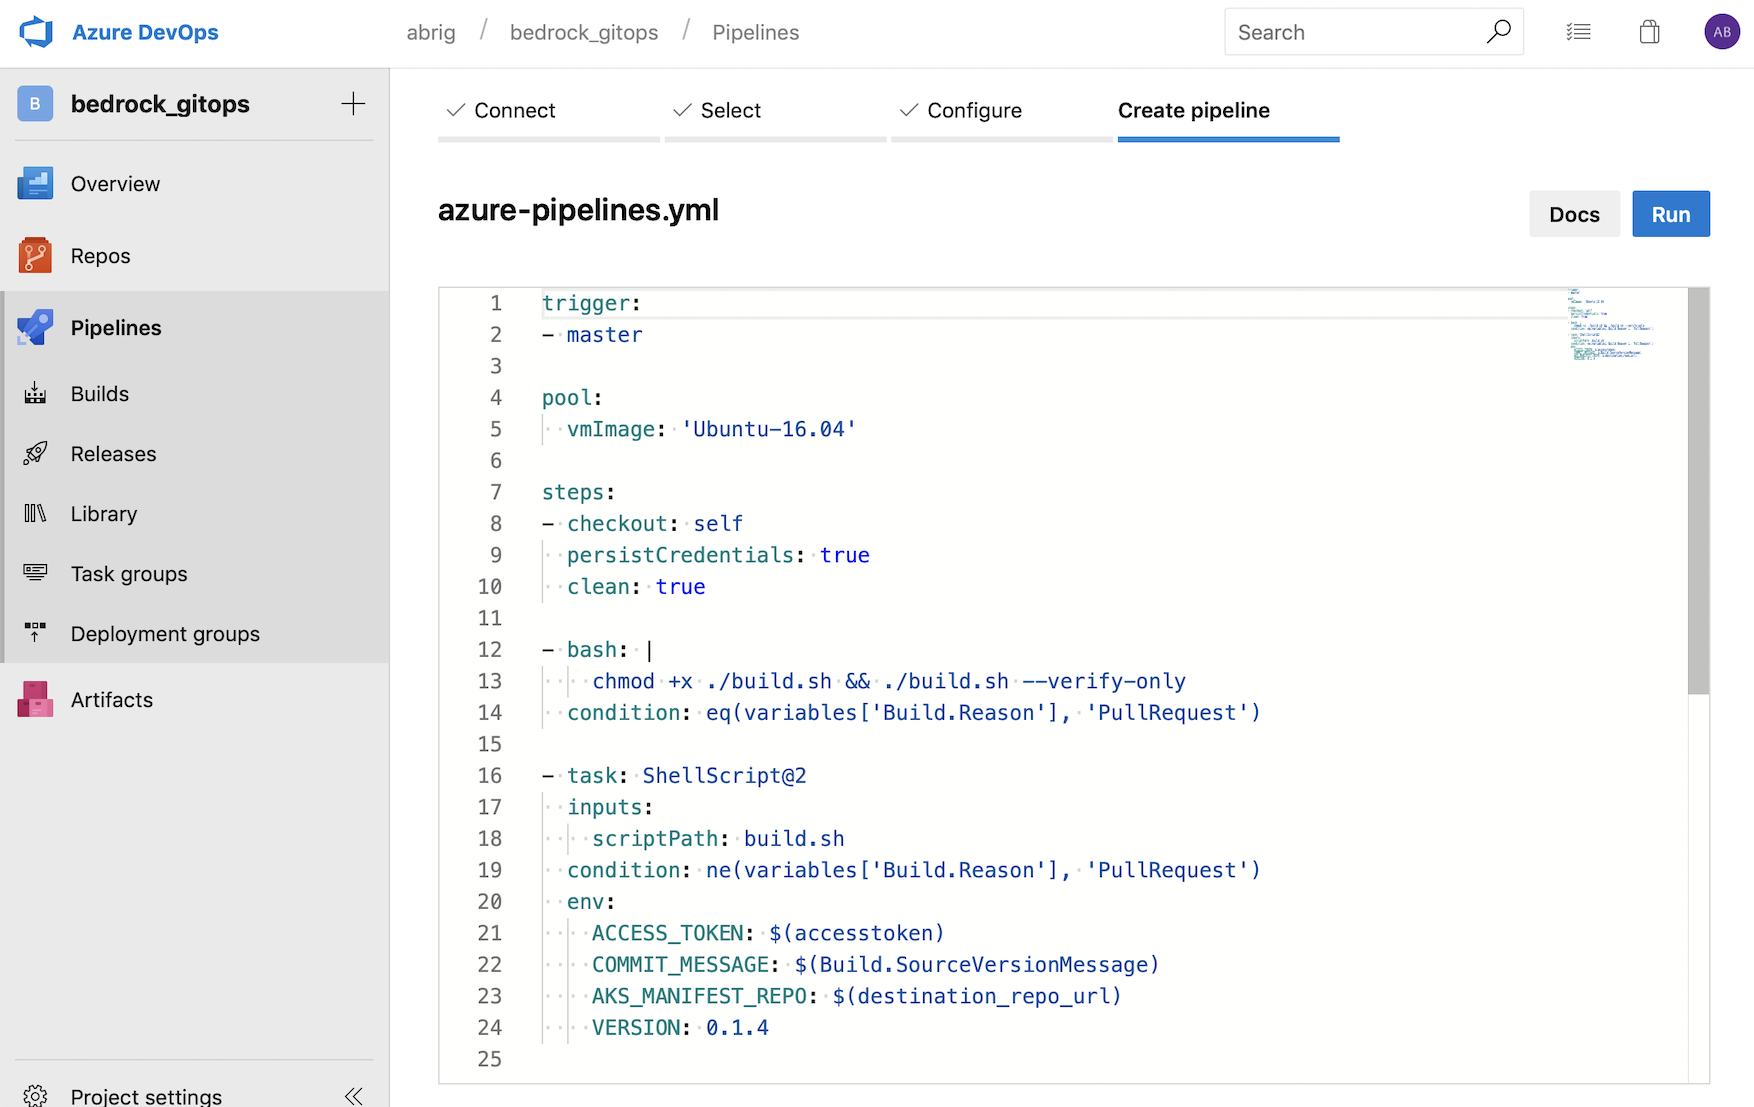 Azure DevOps
abrig / bedrock_gitops / Pipelines
Search
AB
B bedrock_gitops
Overview
Repos
Pipelines
Builds
Releases
Library
Task groups
Deployment groups
Artifacts
Project settings
Connect
Select
Configure
Create pipeline
azure-pipelines.yml
Docs
Run
1 trigger:
2 - master
3
4 pool:
5   vmImage: 'Ubuntu-16.04'
6
7 steps:
8 - checkout: self
9   persistCredentials: true
10   clean: true
11
12 - bash: |
13     chmod +x ./build.sh && ./build.sh --verify-only
14   condition: eq(variables['Build.Reason'], 'PullRequest')
15
16 - task: ShellScript@2
17   inputs:
18     scriptPath: build.sh
19   condition: ne(variables['Build.Reason'], 'PullRequest')
20   env:
21     ACCESS_TOKEN: $(accesstoken)
22     COMMIT_MESSAGE: $(Build.SourceVersionMessage)
23     AKS_MANIFEST_REPO: $(destination_repo_url)
24     VERSION: 0.1.4
25